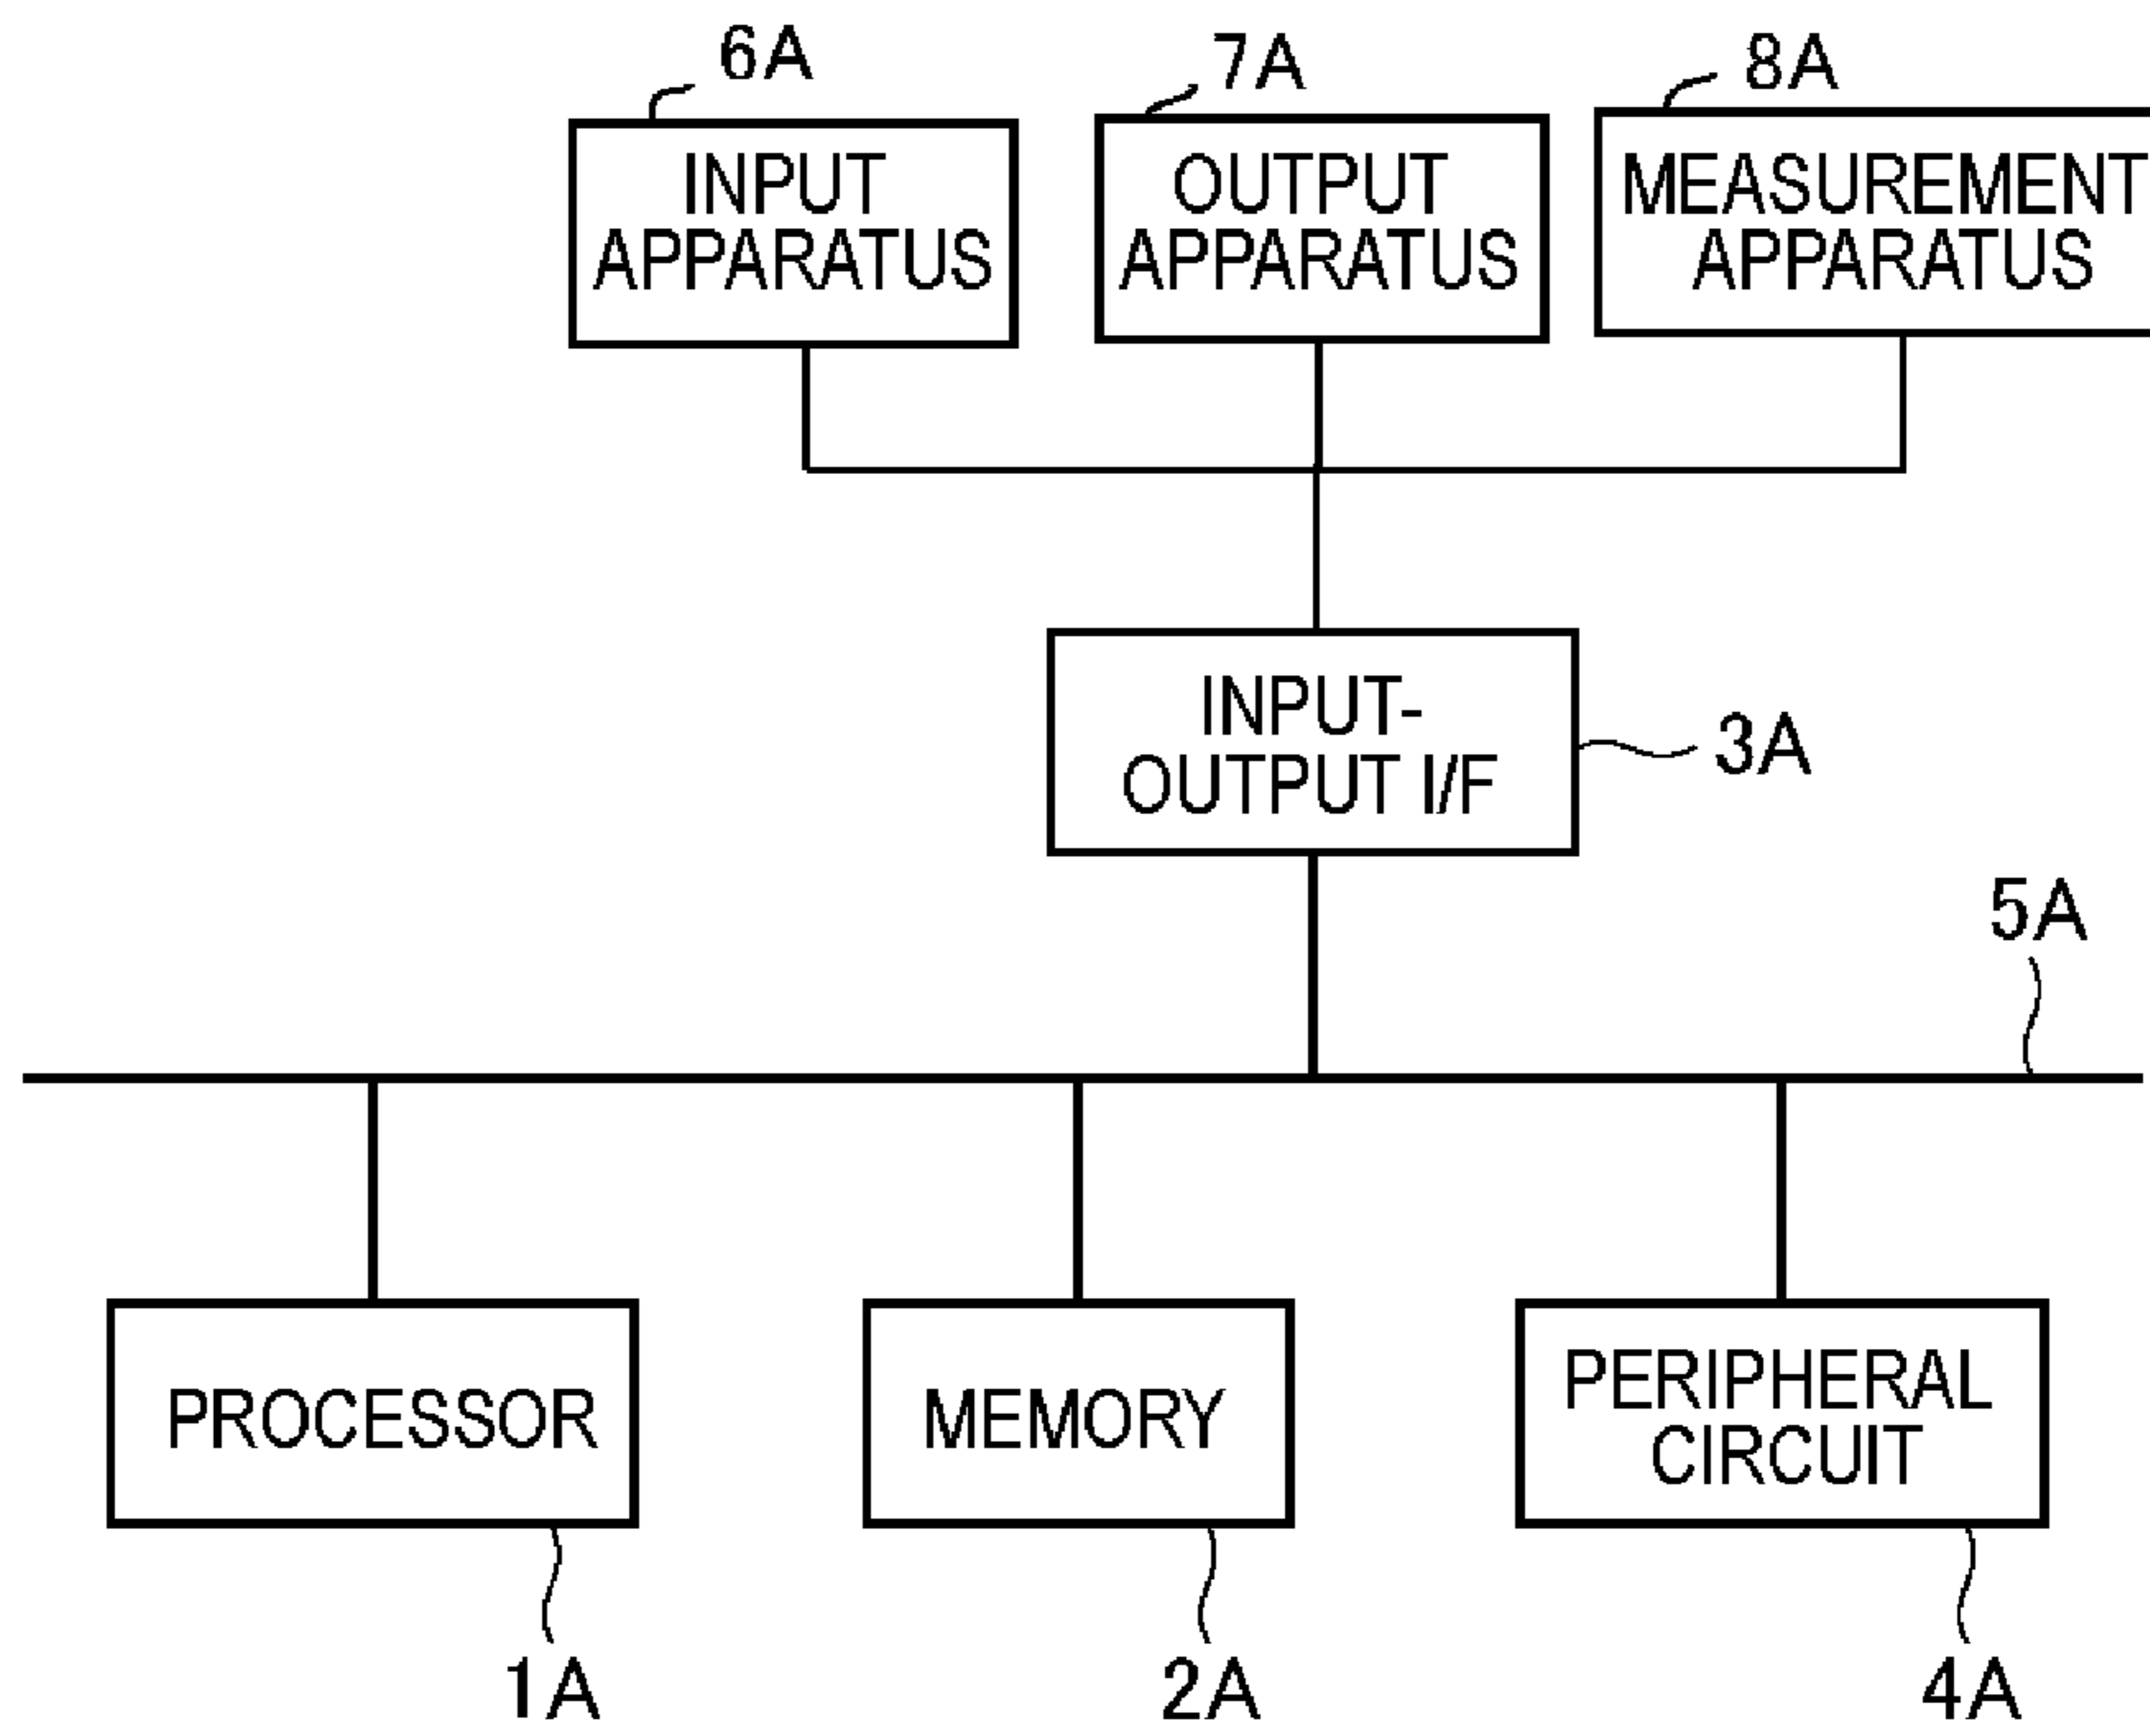 6A
7A
8A
INPUT
APPARATUS
OUTPUT
APPARATUS
MEASUREMENT
APPARATUS
INPUT-
OUTPUT I/F
3A
5A
PROCESSOR
MEMORY
PERIPHERAL
CIRCUIT
1A
2A
4A